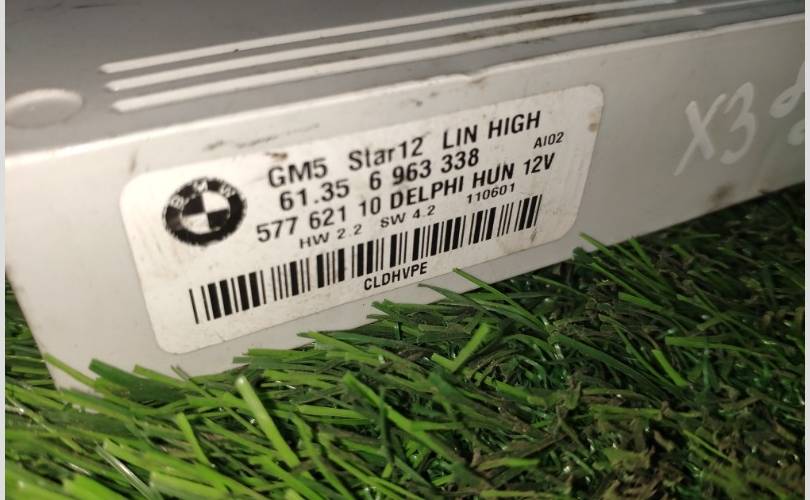 BMW
GM5 Star12 LIN HIGH
61.35 6 963 338 AI02
577 621 10 DELPHI HUN 12V
HW 2.2 SW 4.2 110601
CLDHVPE
X3